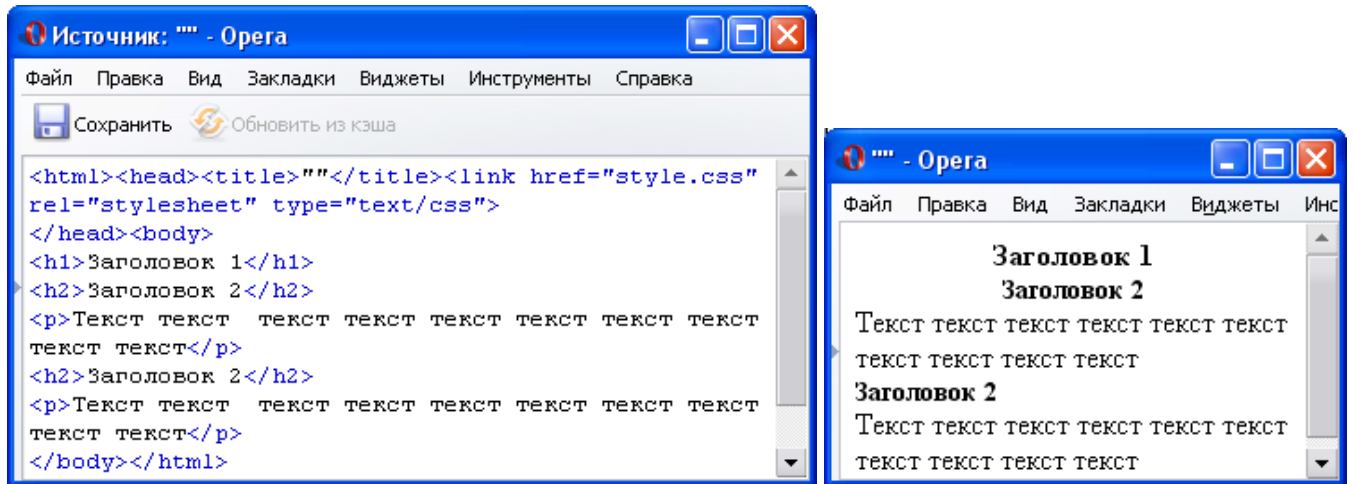 Источник: "" - Opera
Файл Правка Вид Закладки Виджеты Инструменты Справка
Сохранить Обновить из кэша
<html><head><title>""</title><link href="style.css"
rel="stylesheet" type="text/css">
</head><body>
<h1>Заголовок 1</h1>
<h2>Заголовок 2</h2>
<p>Текст текст  текст текст текст текст текст текст
текст текст</p>
<h2>Заголовок 2</h2>
<p>Текст текст  текст текст текст текст текст текст
текст текст</p>
</body></html>
"" - Opera
Файл Правка Вид Закладки Виджеты Инс
Заголовок 1
Заголовок 2
Текст текст текст текст текст текст
текст текст текст текст
Заголовок 2
Текст текст текст текст текст текст
текст текст текст текст